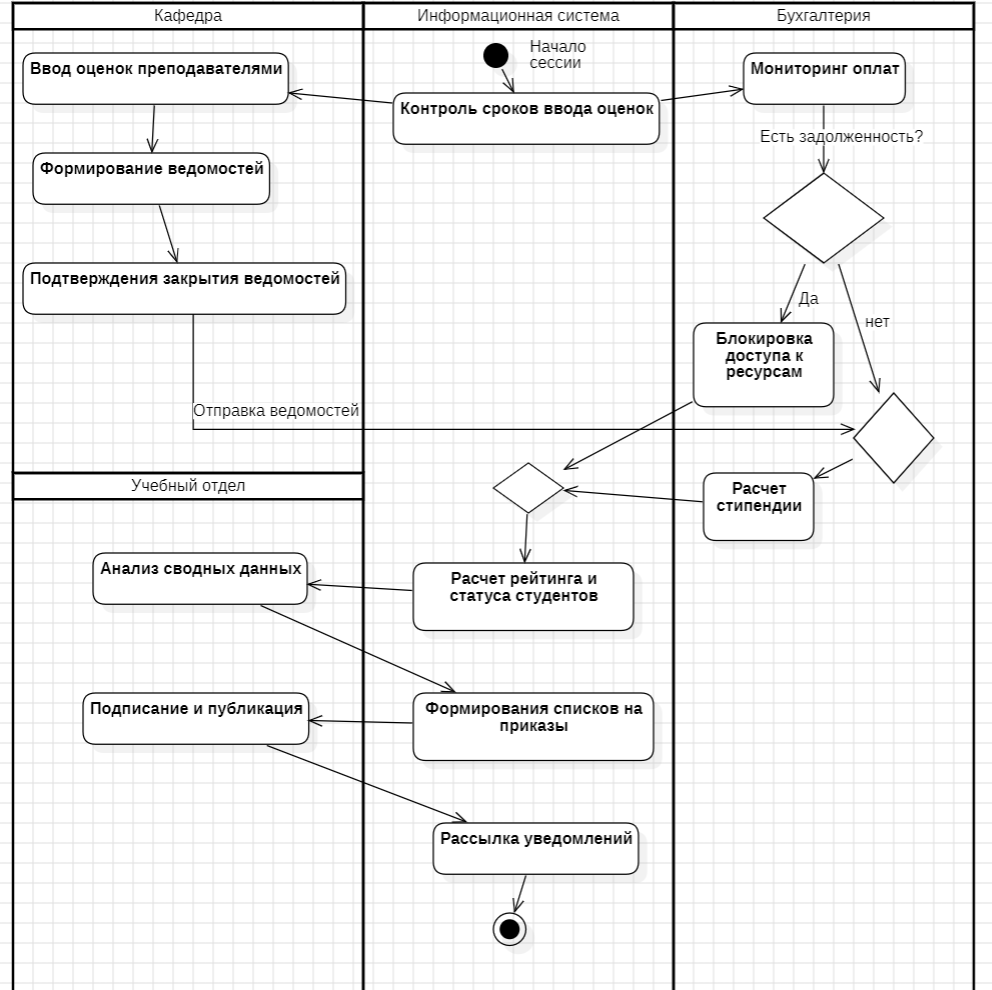 Кафедра
Информационная система
Бухгалтерия
Начало
сессии
Ввод оценок преподавателями
Контроль сроков ввода оценок
Мониторинг оплат
Есть задолженность?
Формирование ведомостей
Подтверждения закрытия ведомостей
Да
нет
Блокировка
доступа к
ресурсам
Отправка ведомостей
Учебный отдел
Расчет
стипендии
Анализ сводных данных
Расчет рейтинга и
статуса студентов
Подписание и публикация
Формирования списков на
приказы
Рассылка уведомлений